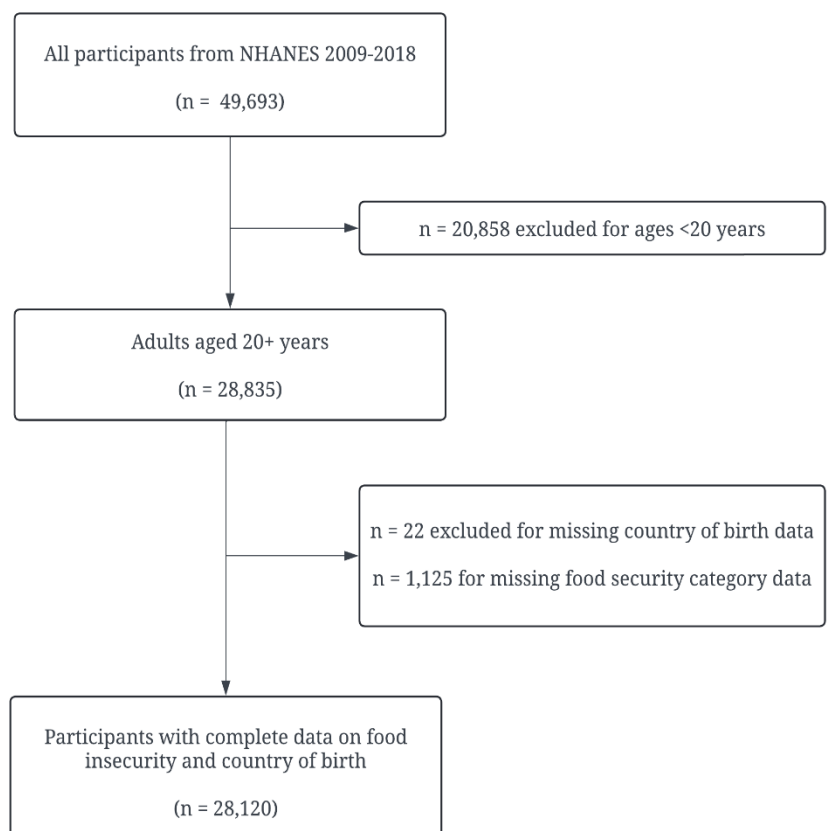 All participants from NHANES 2009-2018
(n =  49,693)
n = 20,858 excluded for ages <20 years
Adults aged 20+ years
(n = 28,835)
n = 22 excluded for missing country of birth data
n = 1,125 for missing food security category data
Participants with complete data on food
insecurity and country of birth
(n = 28,120)